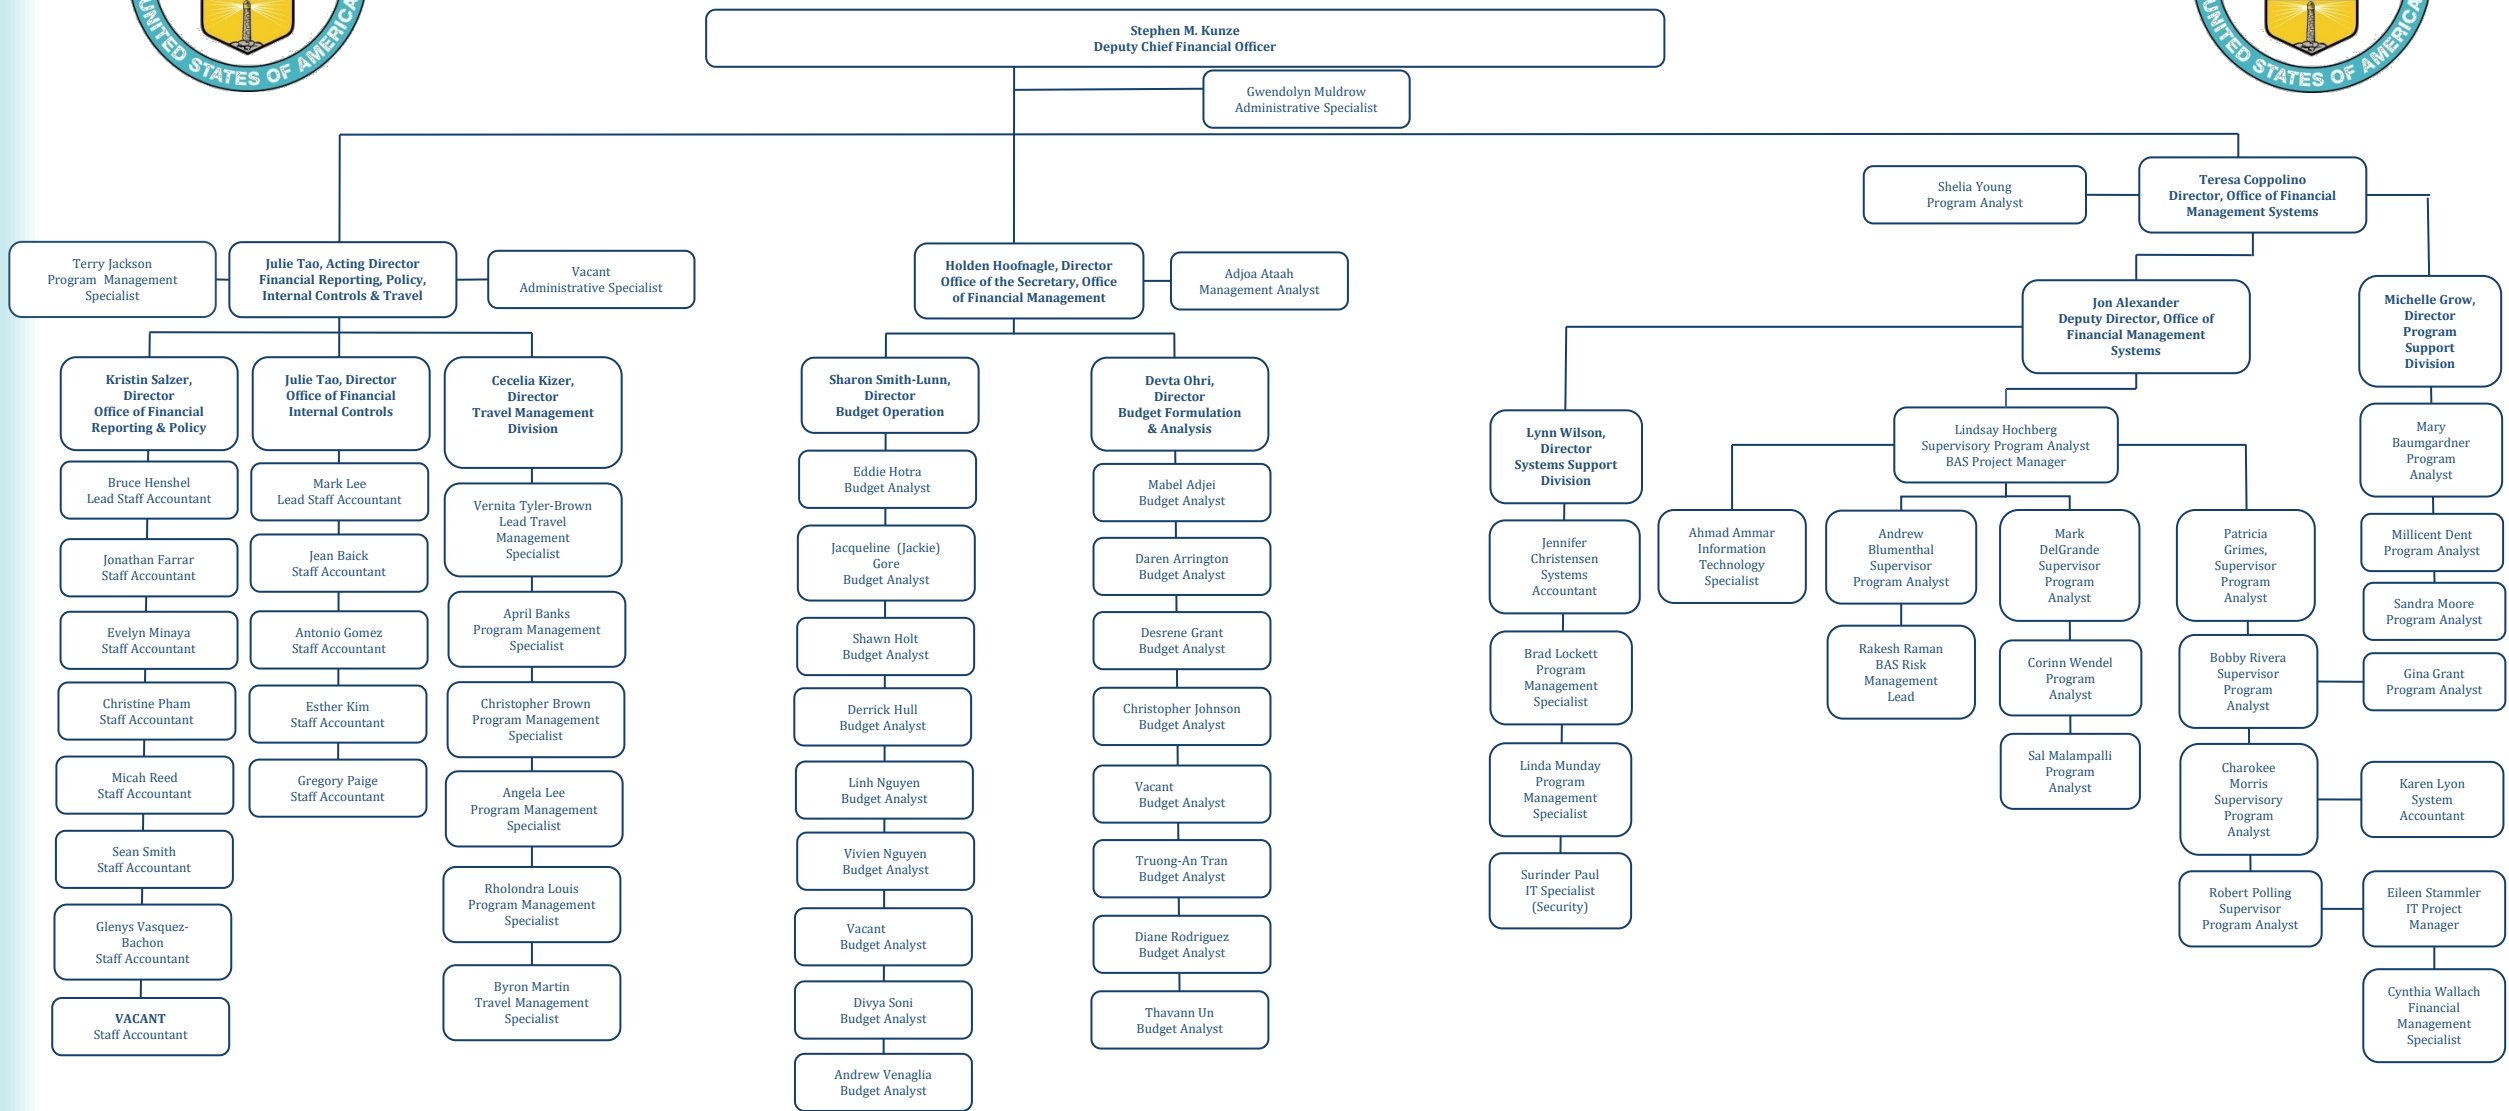 UNITED STATES OF AMERICA
UNITED STATES OF AMERICA
Stephen M. Kunze
Deputy Chief Financial Officer
Gwendolyn Muldrow
Administrative Specialist
Terry Jackson
Program Management
Specialist
Julie Tao, Acting Director
Financial Reporting, Policy,
Internal Controls & Travel
Vacant
Administrative Specialist
Kristin Salzer,
Director
Office of Financial
Reporting & Policy
Bruce Henshel
Lead Staff Accountant
Jonathan Farrar
Staff Accountant
Evelyn Minaya
Staff Accountant
Christine Pham
Staff Accountant
Micah Reed
Staff Accountant
Sean Smith
Staff Accountant
Glenys Vasquez-
Bachon
Staff Accountant
VACANT
Staff Accountant
Julie Tao, Director
Office of Financial
Internal Controls
Mark Lee
Lead Staff Accountant
Jean Baick
Staff Accountant
Antonio Gomez
Staff Accountant
Esther Kim
Staff Accountant
Gregory Paige
Staff Accountant
Cecelia Kizer,
Director
Travel Management
Division
Vernita Tyler-Brown
Lead Travel
Management
Specialist
April Banks
Program Management
Specialist
Christopher Brown
Program Management
Specialist
Angela Lee
Program Management
Specialist
Rholondra Louis
Program Management
Specialist
Byron Martin
Travel Management
Specialist
Holden Hoofnagle, Director
Office of the Secretary, Office
of Financial Management
Adjoa Ataah
Management Analyst
Sharon Smith-Lunn,
Director
Budget Operation
Eddie Hotra
Budget Analyst
Jacqueline (Jackie)
Gore
Budget Analyst
Shawn Holt
Budget Analyst
Derrick Hull
Budget Analyst
Linh Nguyen
Budget Analyst
Vivien Nguyen
Budget Analyst
Vacant
Budget Analyst
Divya Soni
Budget Analyst
Andrew Venaglia
Budget Analyst
Devta Ohri,
Director
Budget Formulation
& Analysis
Mabel Adjei
Budget Analyst
Daren Arrington
Budget Analyst
Desrene Grant
Budget Analyst
Christopher Johnson
Budget Analyst
Vacant
Budget Analyst
Truong-An Tran
Budget Analyst
Diane Rodriguez
Budget Analyst
Thavann Un
Budget Analyst
Shelia Young
Program Analyst
Teresa Coppolino
Director, Office of Financial
Management Systems
Jon Alexander
Deputy Director, Office of
Financial Management
Systems
Lynn Wilson,
Director
Systems Support
Division
Jennifer
Christensen
Systems
Accountant
Brad Lockett
Program
Management
Specialist
Linda Munday
Program
Management
Specialist
Surinder Paul
IT Specialist
(Security)
Lindsay Hochberg
Supervisory Program Analyst
BAS Project Manager
Ahmad Ammar
Information
Technology
Specialist
Andrew
Blumenthal
Supervisor
Program Analyst
Rakesh Raman
BAS Risk
Management
Lead
Mark
DelGrande
Supervisor
Program
Analyst
Corinn Wendel
Program
Analyst
Sal Malampalli
Program
Analyst
Patricia
Grimes,
Supervisor
Program
Analyst
Bobby Rivera
Supervisor
Program
Analyst
Charokee
Morris
Supervisory
Program
Analyst
Robert Polling
Supervisor
Program Analyst
Michelle Grow,
Director
Program
Support
Division
Mary
Baumgardner
Program
Analyst
Millicent Dent
Program Analyst
Sandra Moore
Program Analyst
Gina Grant
Program Analyst
Karen Lyon
System
Accountant
Eileen Stammler
IT Project
Manager
Cynthia Wallach
Financial
Management
Specialist